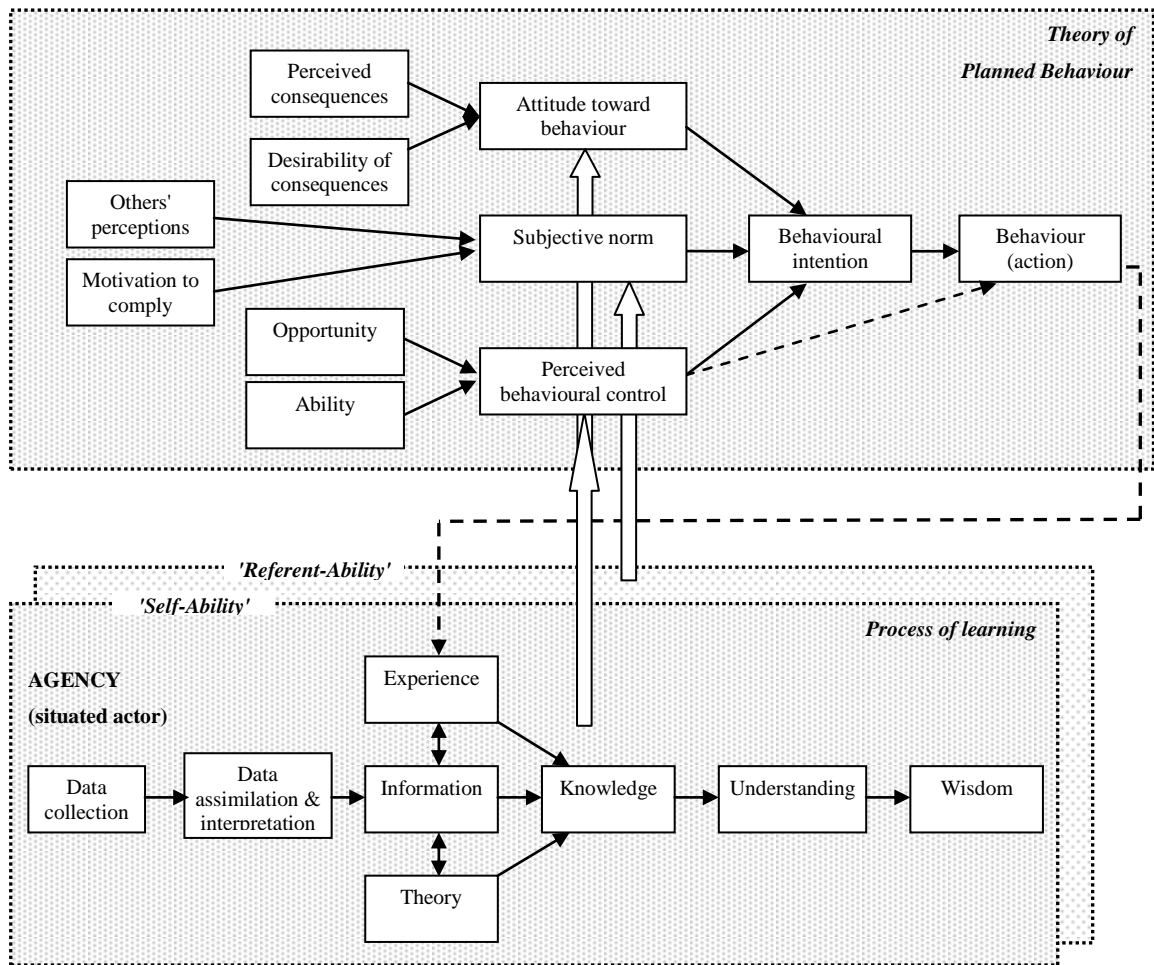 Theory of
Planned Behaviour
Perceived
consequences
Attitude toward
behaviour
Desirability of
consequences
Others'
perceptions
Subjective norm
Behavioural
intention
Behaviour
(action)
Motivation to
comply
Opportunity
Perceived
behavioural control
Ability
'Referent-Ability'
'Self-Ability'
Process of learning
AGENCY
(situated actor)
Experience
Data
collection
Data
assimilation &
interpretation
Information
Knowledge
Understanding
Wisdom
Theory